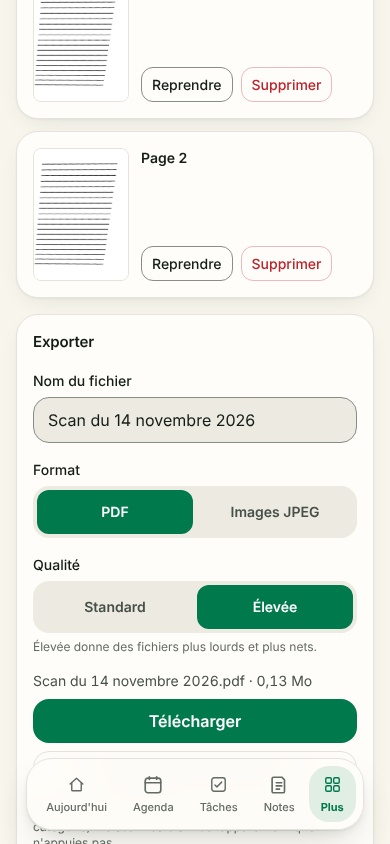 Reprendre
Supprimer
Page 2
Reprendre
Supprimer
Exporter
Nom du fichier
Scan du 14 novembre 2026
Format
PDF
Images JPEG
Qualité
Standard
Élevée
Élevée donne des fichiers plus lourds et plus nets.
Scan du 14 novembre 2026.pdf · 0,13 Mo
Télécharger
Aujourd'hui
Agenda
Tâches
Notes
Plus
n'appuies pas